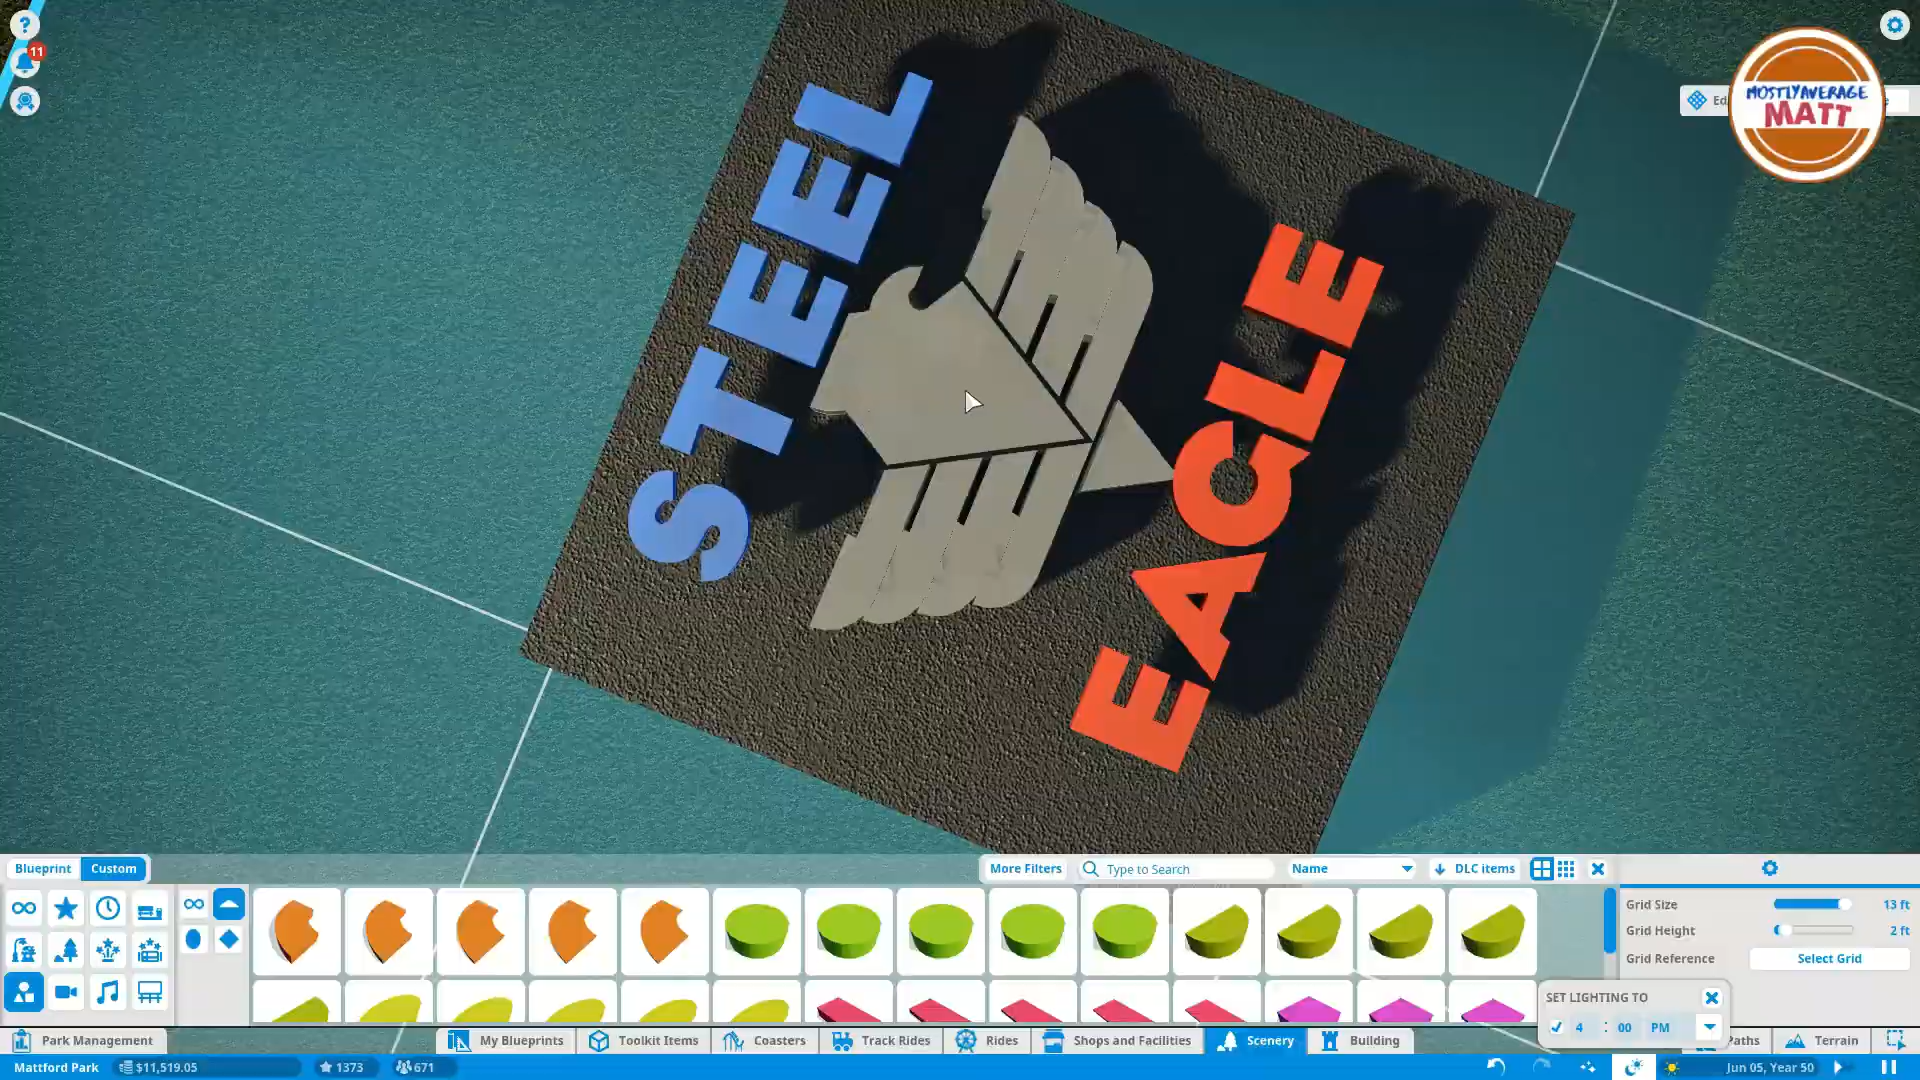 11
MOSTLYAVERAGE
MATT
Ed
STEEL
EAGLE
Blueprint
Custom
More Filters
Type to Search
Name
DLC items
Grid Size
13 ft
Grid Height
2 ft
Grid Reference
Select Grid
SET LIGHTING TO
4 : 00 PM
Park Management
My Blueprints
Toolkit Items
Coasters
Track Rides
Rides
Shops and Facilities
Scenery
Building
Paths
Terrain
Mattford Park
$11,519.05
1373
671
Jun 05, Year 50